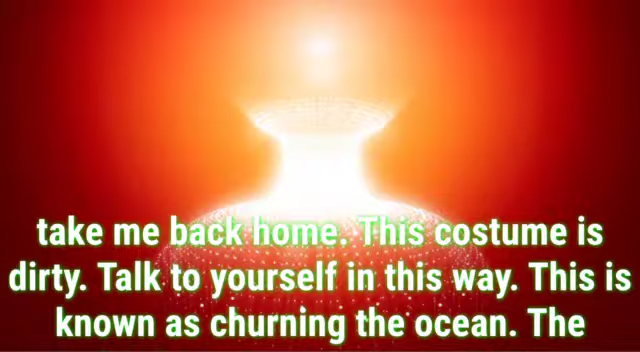 take me back home. This costume is
dirty. Talk to yourself in this way. This is
known as churning the ocean. The